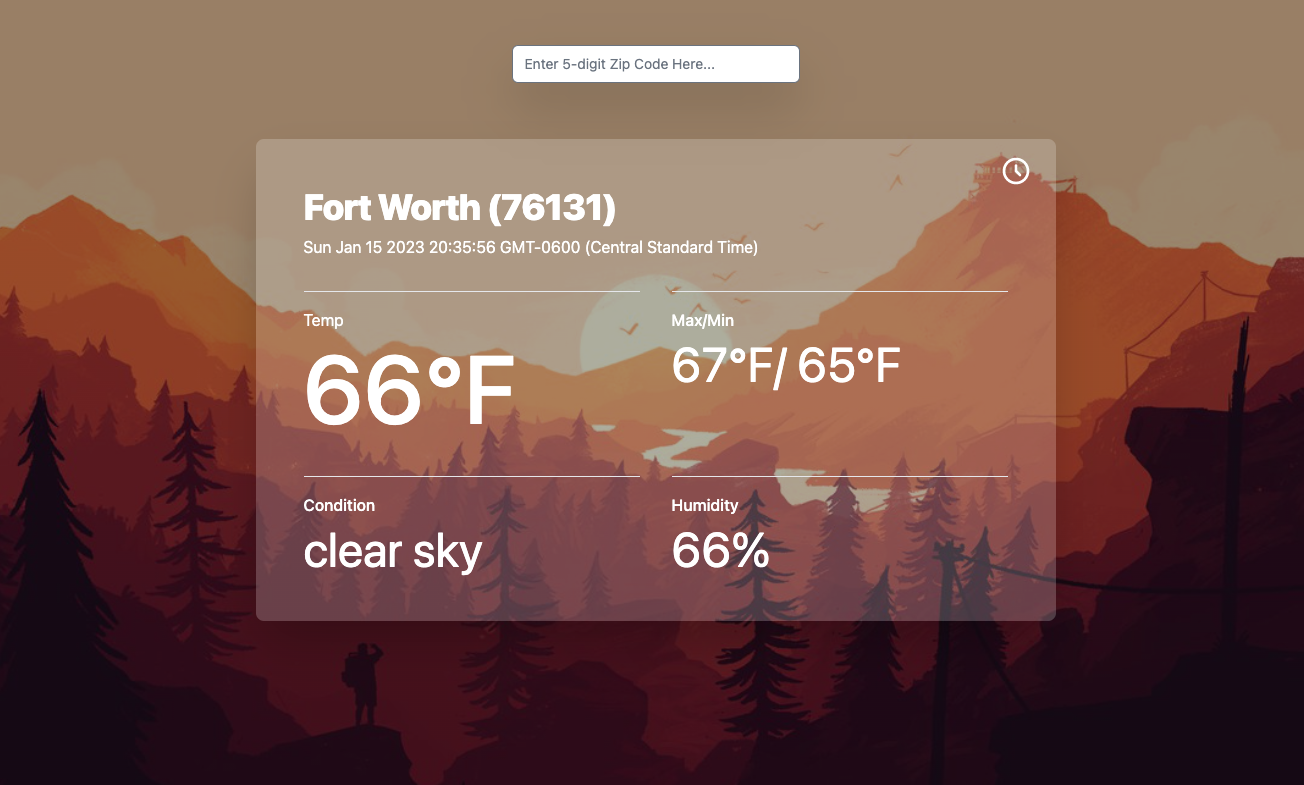 Enter 5-digit Zip Code Here...
Fort Worth (76131)
Sun Jan 15 2023 20:35:56 GMT-0600 (Central Standard Time)
Temp
66°F
Max/Min
67°F/ 65°F
Condition
clear sky
Humidity
66%